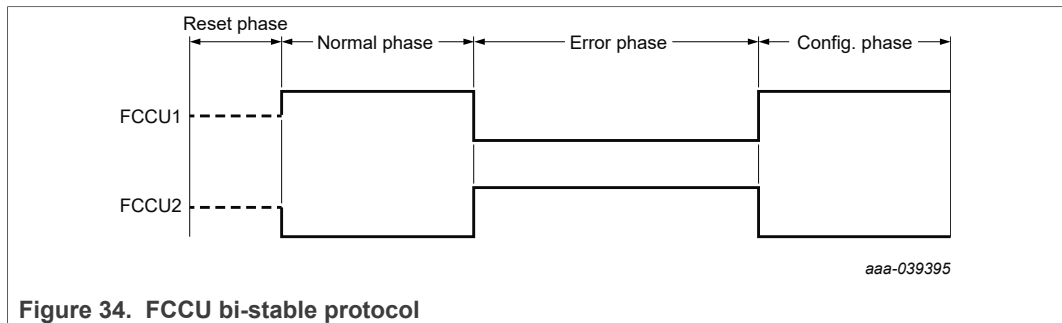 Reset phase
Normal phase
Error phase
Config. phase
FCCU1
FCCU2
aaa-039395
Figure 34. FCCU bi-stable protocol